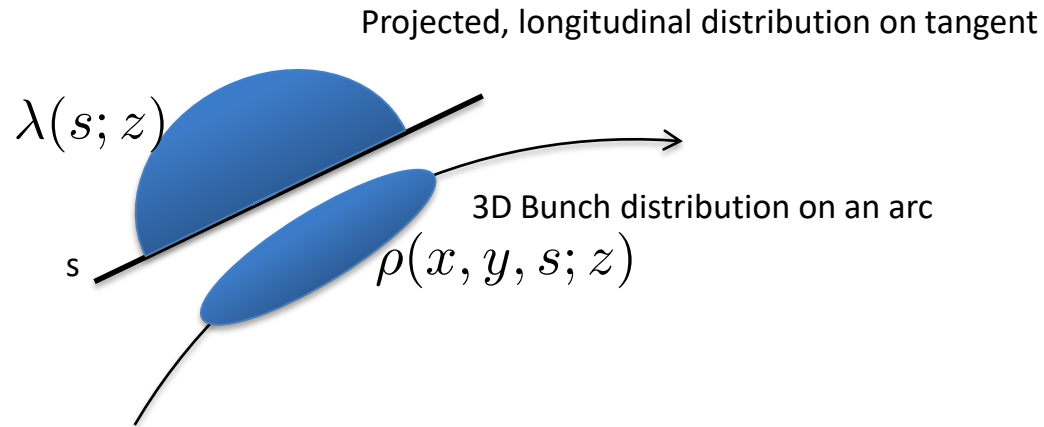 Projected, longitudinal distribution on tangent
λ(s; z)
3D Bunch distribution on an arc
s
ρ(x, y, s; z)